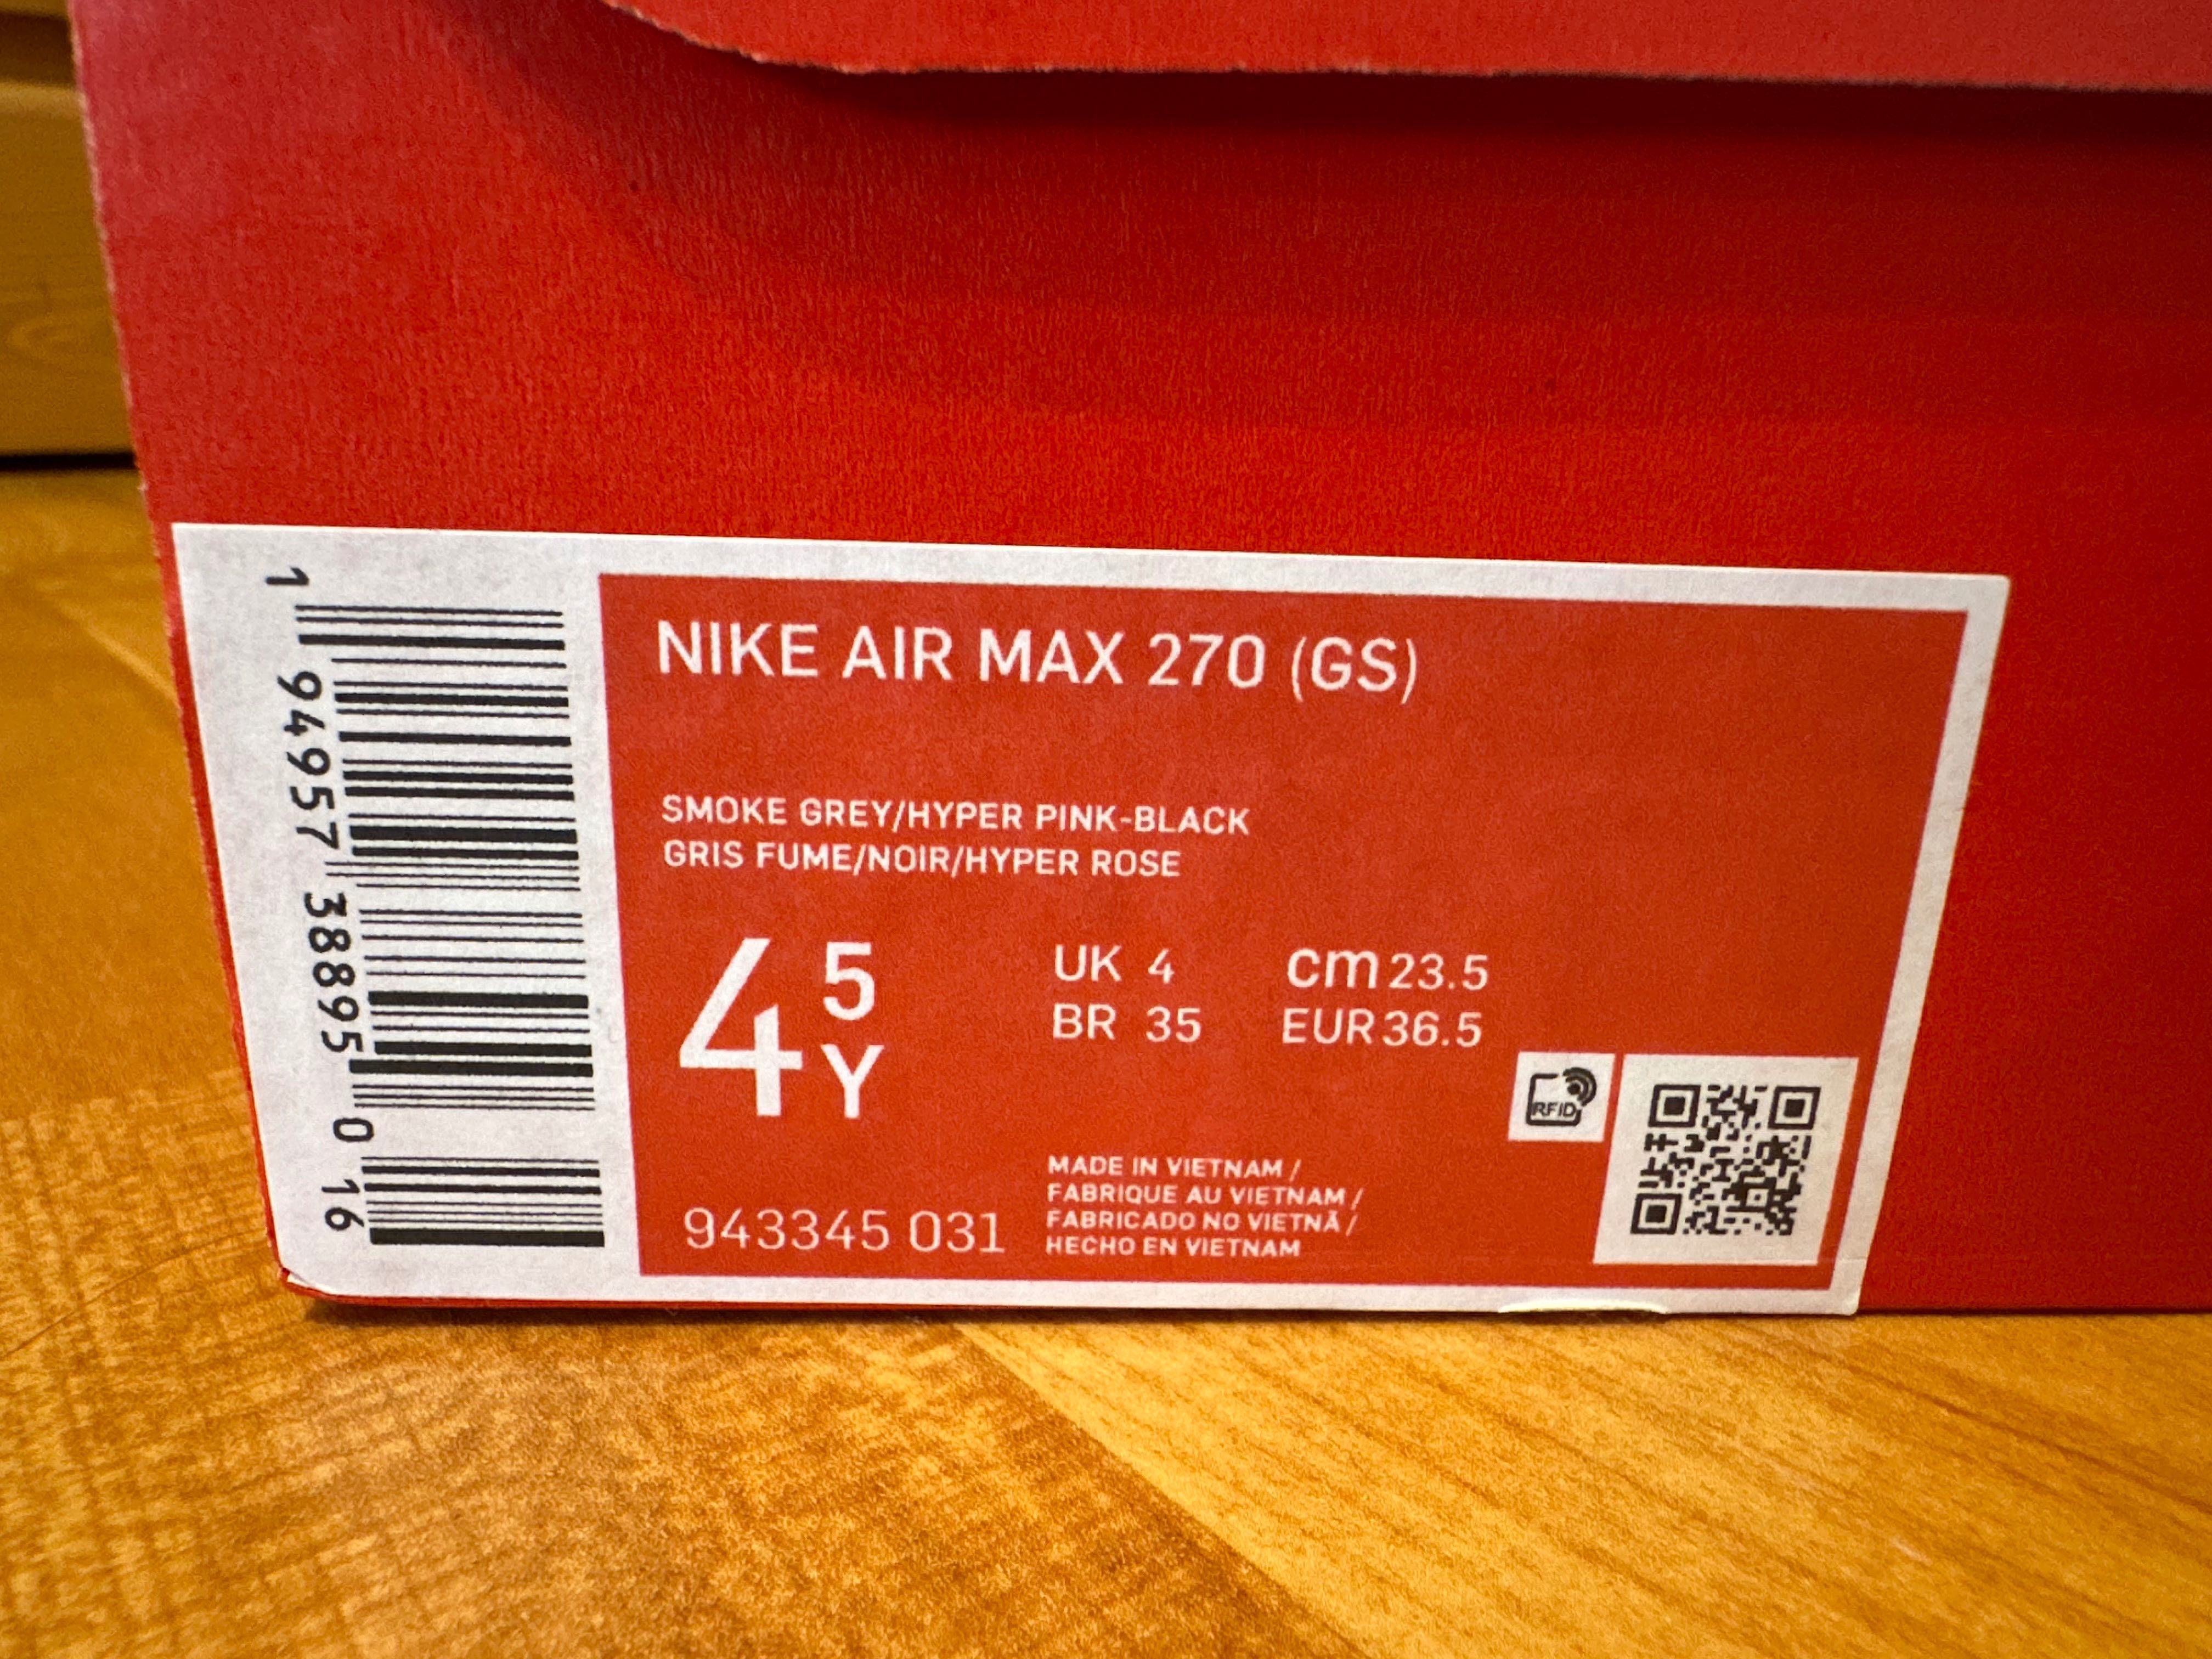 NIKE AIR MAX 270 (GS)
SMOKE GREY/HYPER PINK-BLACK
GRIS FUME/NOIR/HYPER ROSE
4 5 Y
UK 4 cm 23.5
BR 35 EUR 36.5
RFID
943345 031
MADE IN VIETNAM /
FABRIQUE AU VIETNAM /
FABRICADO NO VIETNÃ /
HECHO EN VIETNAM
1 94957 38895 0 16